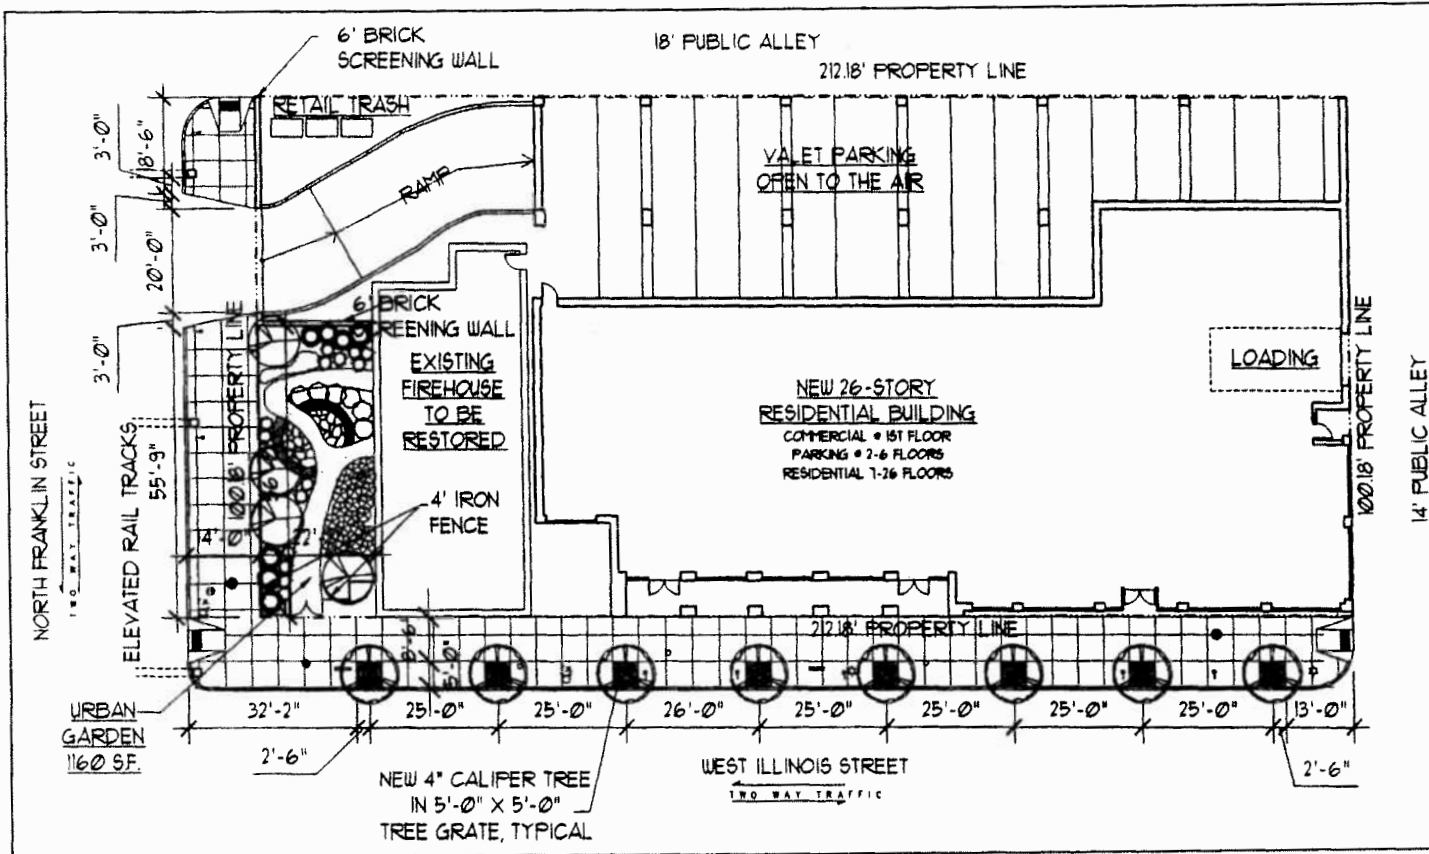 6' BRICK
SCREENING WALL
18' PUBLIC ALLEY
212.18' PROPERTY LINE
RETAIL TRASH
3'-0"
18'-6"
3'-0"
20'-0"
3'-0"
RAMP
VALET PARKING
OPEN TO THE AIR
6' BRICK
SCREENING WALL
EXISTING
FIREHOUSE
TO BE
RESTORED
NEW 26-STORY
RESIDENTIAL BUILDING
COMMERCIAL @ 1ST FLOOR
PARKING @ 2-6 FLOORS
RESIDENTIAL 7-26 FLOORS
LOADING
100.18' PROPERTY LINE
14' PUBLIC ALLEY
NORTH FRANKLIN STREET
TWO WAY TRAFFIC
ELEVATED RAIL TRACKS
55'-9"
100.18' PROPERTY LINE
4' IRON
FENCE
212.18' PROPERTY LINE
5'-0"
URBAN
GARDEN
1160 S.F.
32'-2"
2'-6"
25'-0"
25'-0"
26'-0"
25'-0"
25'-0"
25'-0"
25'-0"
13'-0"
2'-6"
NEW 4" CALIPER TREE
IN 5'-0" X 5'-0"
TREE GRATE, TYPICAL
WEST ILLINOIS STREET
TWO WAY TRAFFIC